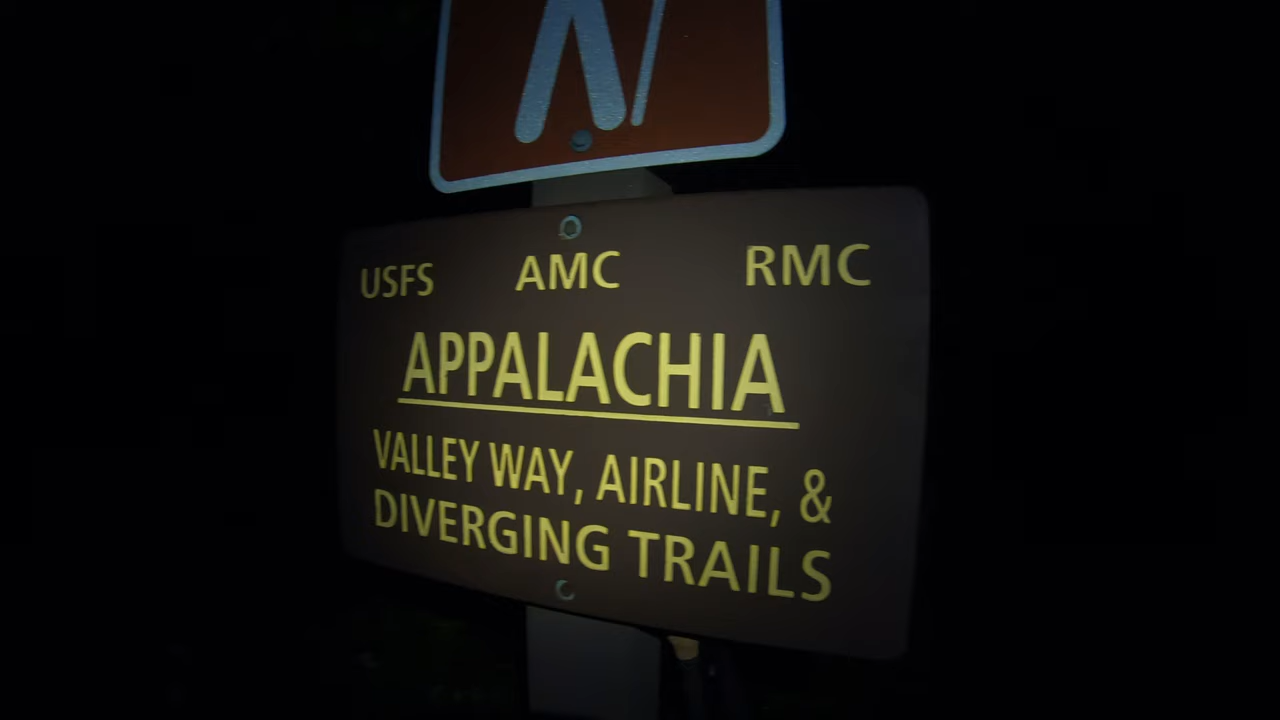 USFS AMC RMC
APPALACHIA
VALLEY WAY, AIRLINE, &
DIVERGING TRAILS